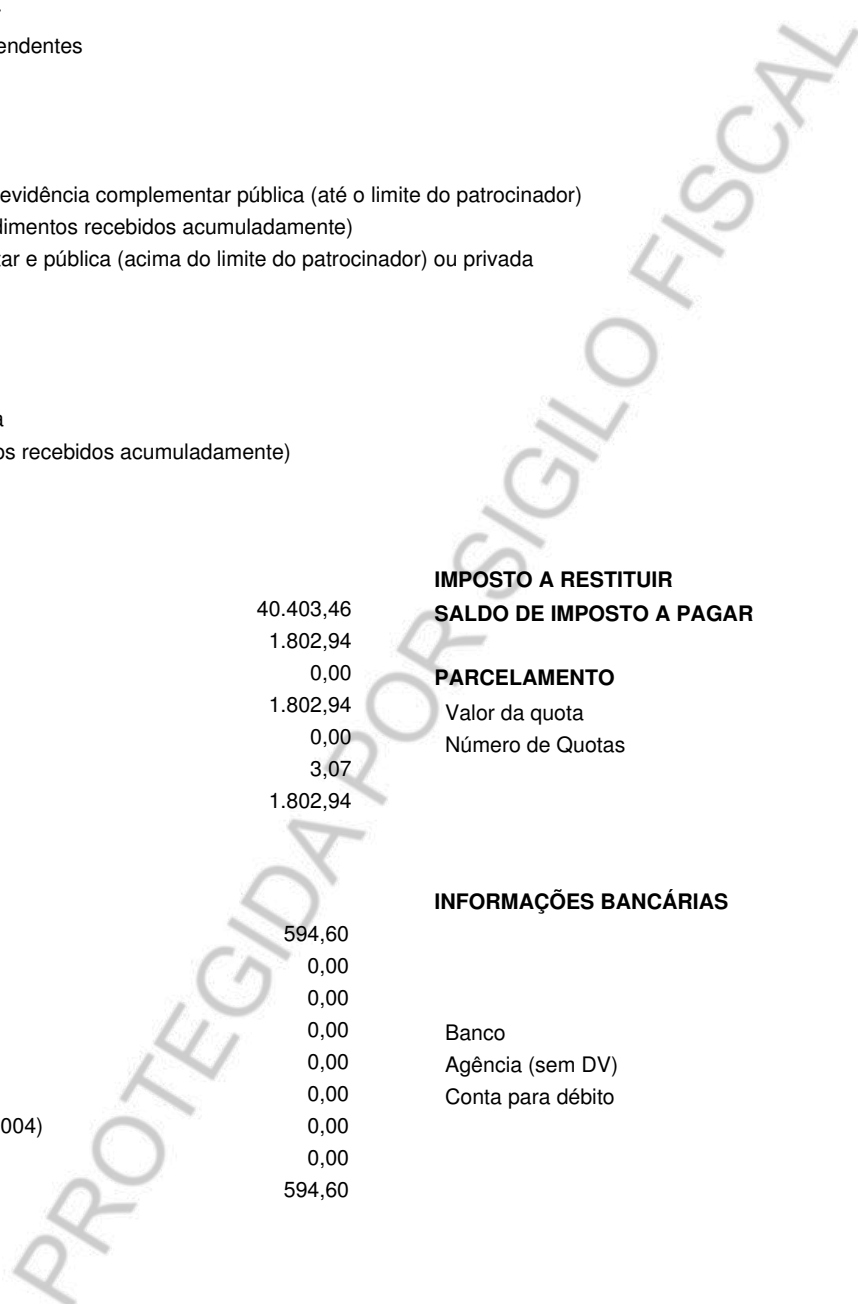 endentes
evidência complementar pública (até o limite do patrocinador)
dimentos recebidos acumuladamente)
tar e pública (acima do limite do patrocinador) ou privada
a
os recebidos acumuladamente)
IMPOSTO A RESTITUIR
40.403,46 SALDO DE IMPOSTO A PAGAR
1.802,94
0,00 PARCELAMENTO
1.802,94 Valor da quota
0,00 Número de Quotas
3,07
1.802,94
INFORMAÇÕES BANCÁRIAS
594,60
0,00
0,00
0,00 Banco
0,00 Agência (sem DV)
0,00 Conta para débito
004) 0,00
0,00
594,60
PROTEGIDA POR SIGILO FISCAL